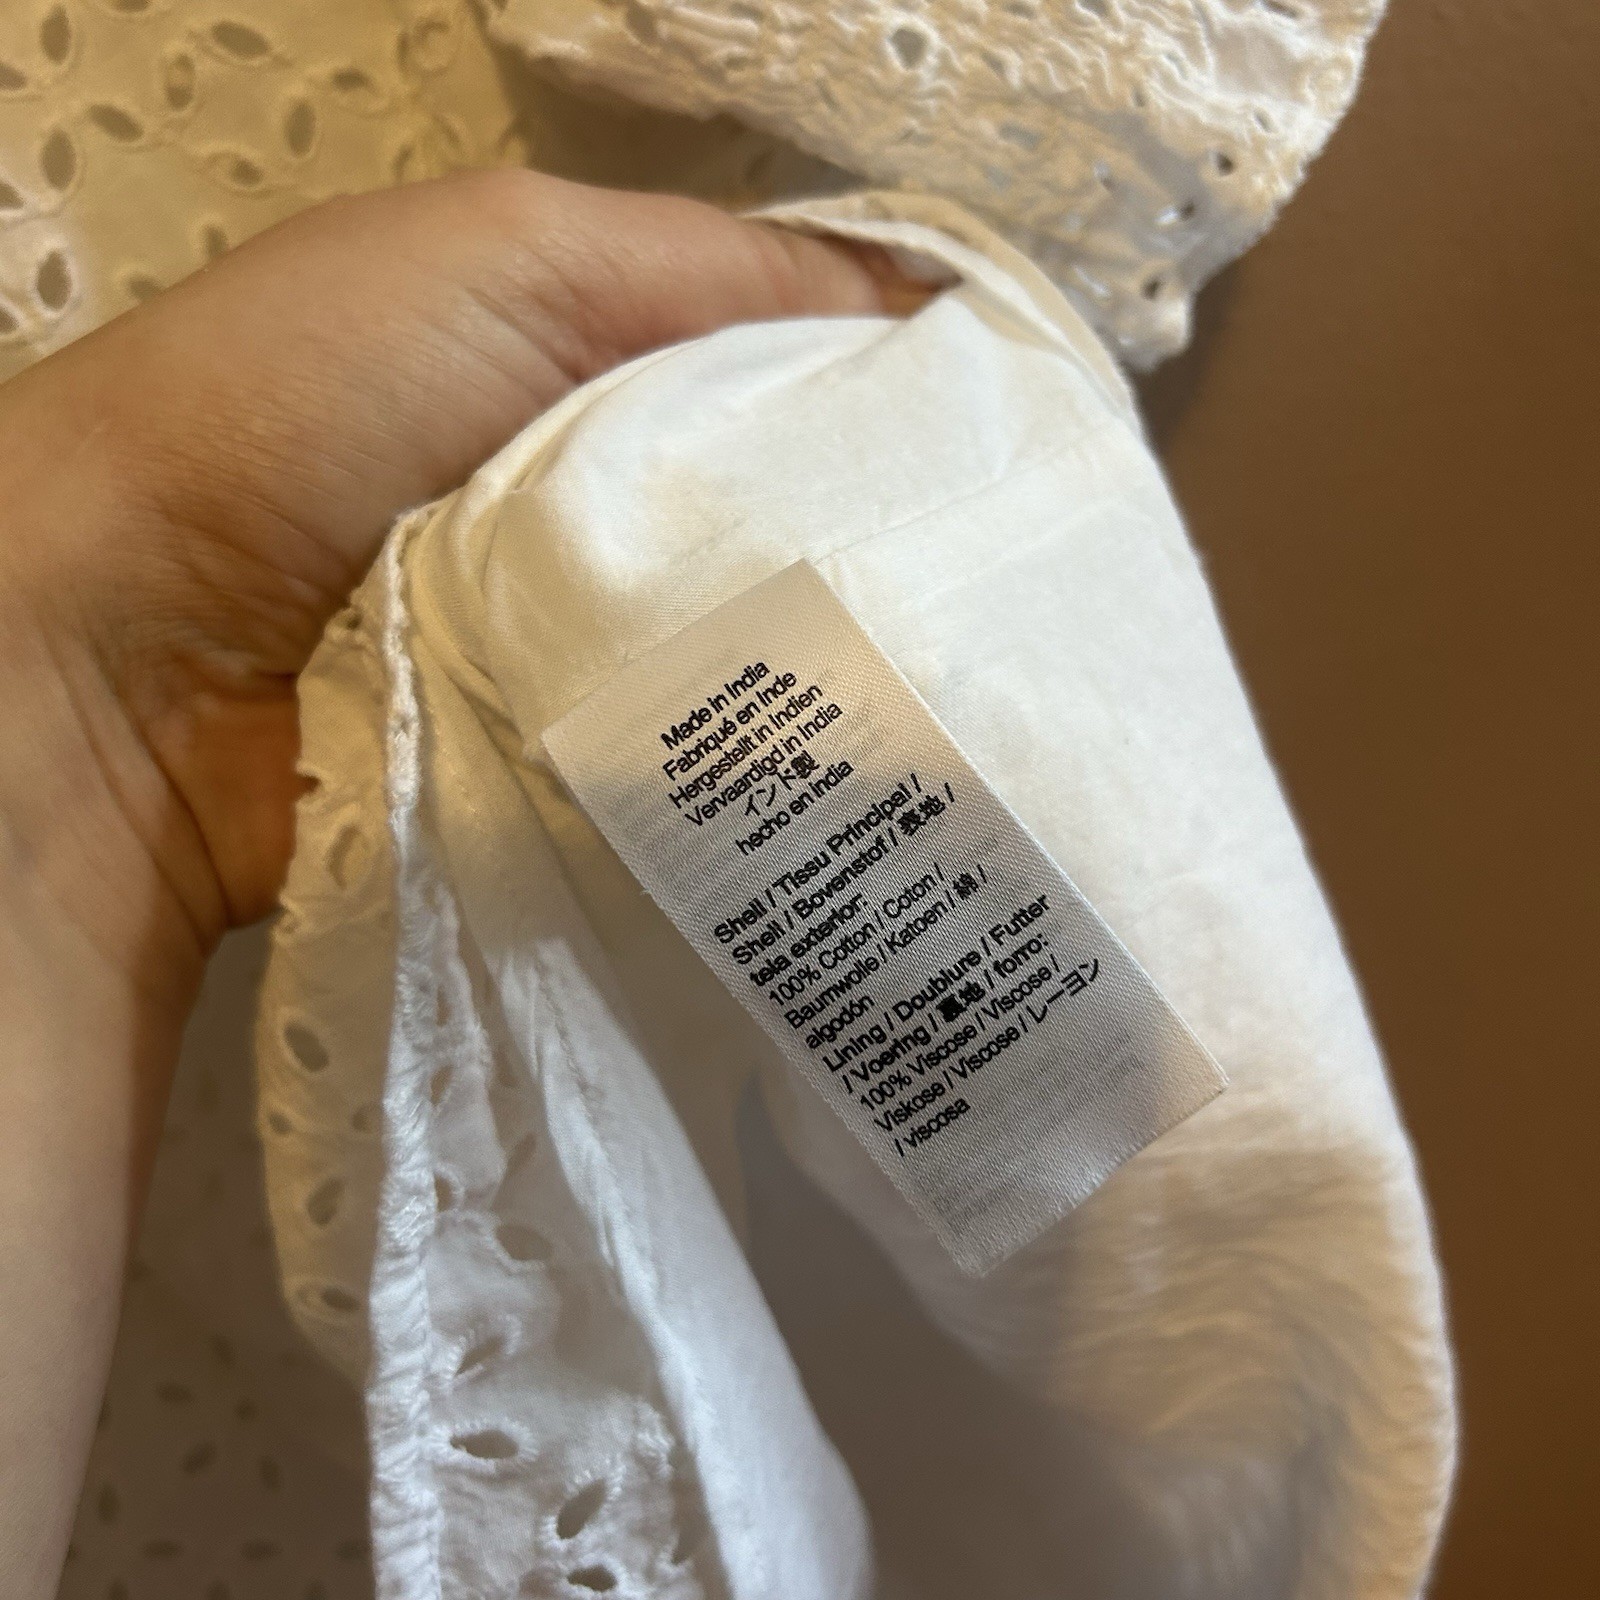 Made in India
Fabriqué en Inde
Hergestellt in Indien
Vervaardigd in India
インド製
hecho en India
Shell / Tissu Principal /
Shell / Bovenstof / 表地 /
tela exterior:
100% Cotton / Coton /
Baumwolle / Katoen / 綿 /
algodón
Lining / Doublure / Futter
/ Voering / 裏地 / forro:
100% Viscose / Viscose /
Viskose / Viscose / レーヨン
/ viscosa